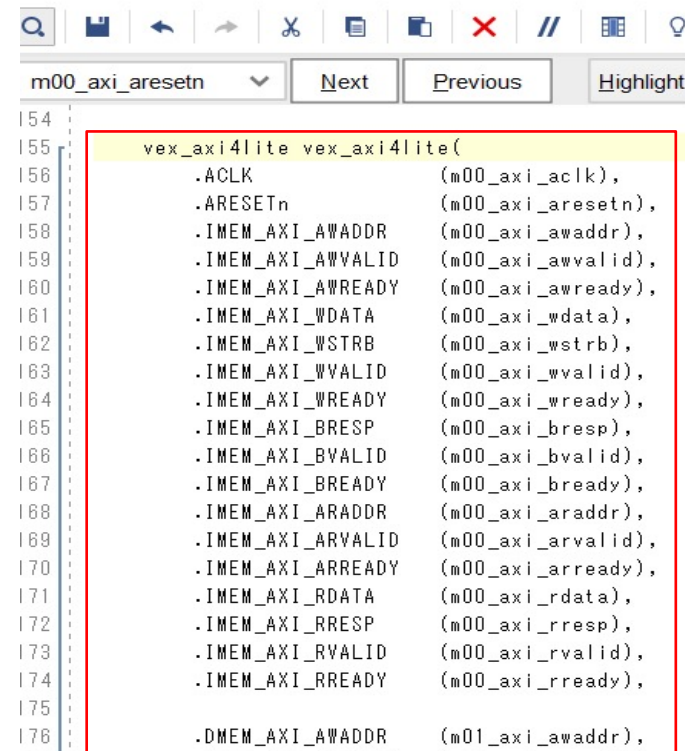 m00_axi_aresetn Next Previous Highlight
154
155 vex_axi4lite vex_axi4lite(
156 .ACLK (m00_axi_aclk),
157 .ARESETn (m00_axi_aresetn),
158 .IMEM_AXI_AWADDR (m00_axi_awaddr),
159 .IMEM_AXI_AWVALID (m00_axi_awvalid),
160 .IMEM_AXI_AWREADY (m00_axi_awready),
161 .IMEM_AXI_WDATA (m00_axi_wdata),
162 .IMEM_AXI_WSTRB (m00_axi_wstrb),
163 .IMEM_AXI_WVALID (m00_axi_wvalid),
164 .IMEM_AXI_WREADY (m00_axi_wready),
165 .IMEM_AXI_BRESP (m00_axi_bresp),
166 .IMEM_AXI_BVALID (m00_axi_bvalid),
167 .IMEM_AXI_BREADY (m00_axi_bready),
168 .IMEM_AXI_ARADDR (m00_axi_araddr),
169 .IMEM_AXI_ARVALID (m00_axi_arvalid),
170 .IMEM_AXI_ARREADY (m00_axi_arready),
171 .IMEM_AXI_RDATA (m00_axi_rdata),
172 .IMEM_AXI_RRESP (m00_axi_rresp),
173 .IMEM_AXI_RVALID (m00_axi_rvalid),
174 .IMEM_AXI_RREADY (m00_axi_rready),
175
176 .DMEM_AXI_AWADDR (m01_axi_awaddr),